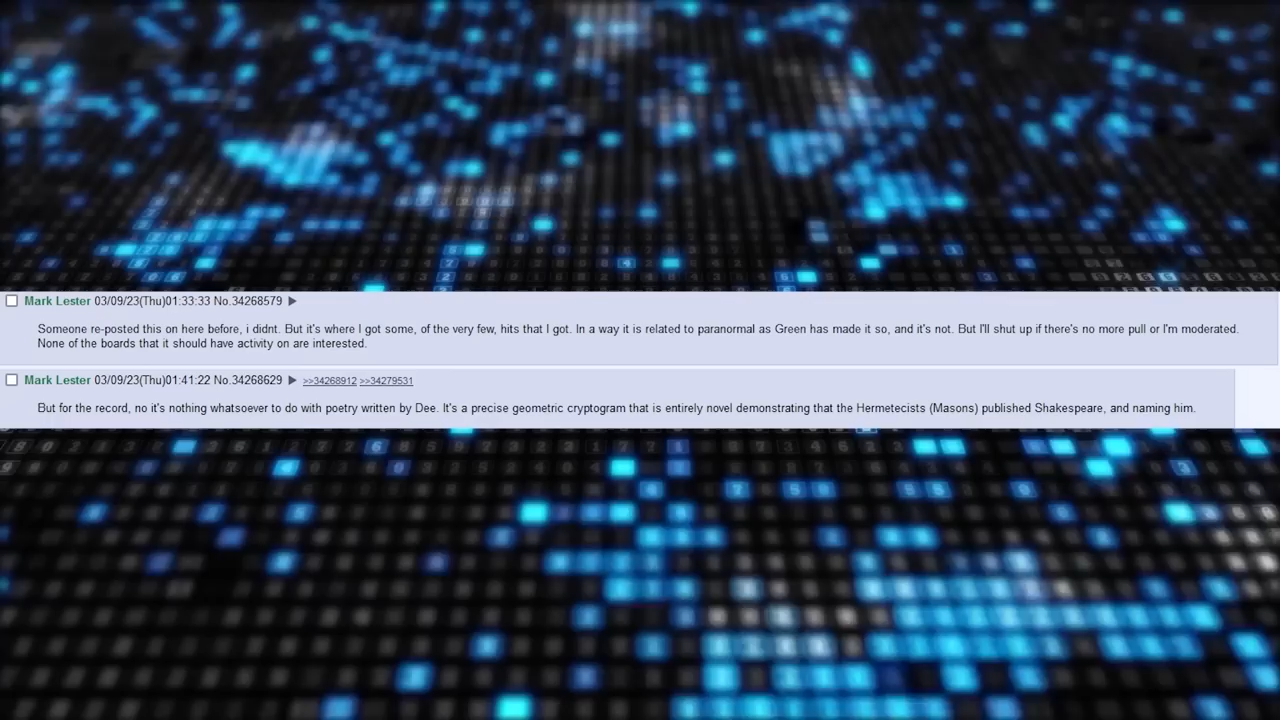 Mark Lester 03/09/23(Thu)01:33:33 No.34268579 ▶
Someone re-posted this on here before, i didnt. But it's where I got some, of the very few, hits that I got. In a way it is related to paranormal as Green has made it so, and it's not. But I'll shut up if there's no more pull or I'm moderated.
None of the boards that it should have activity on are interested.
Mark Lester 03/09/23(Thu)01:41:22 No.34268629 ▶ >>34268912 >>34279531
But for the record, no it's nothing whatsoever to do with poetry written by Dee. It's a precise geometric cryptogram that is entirely novel demonstrating that the Hermetecists (Masons) published Shakespeare, and naming him.